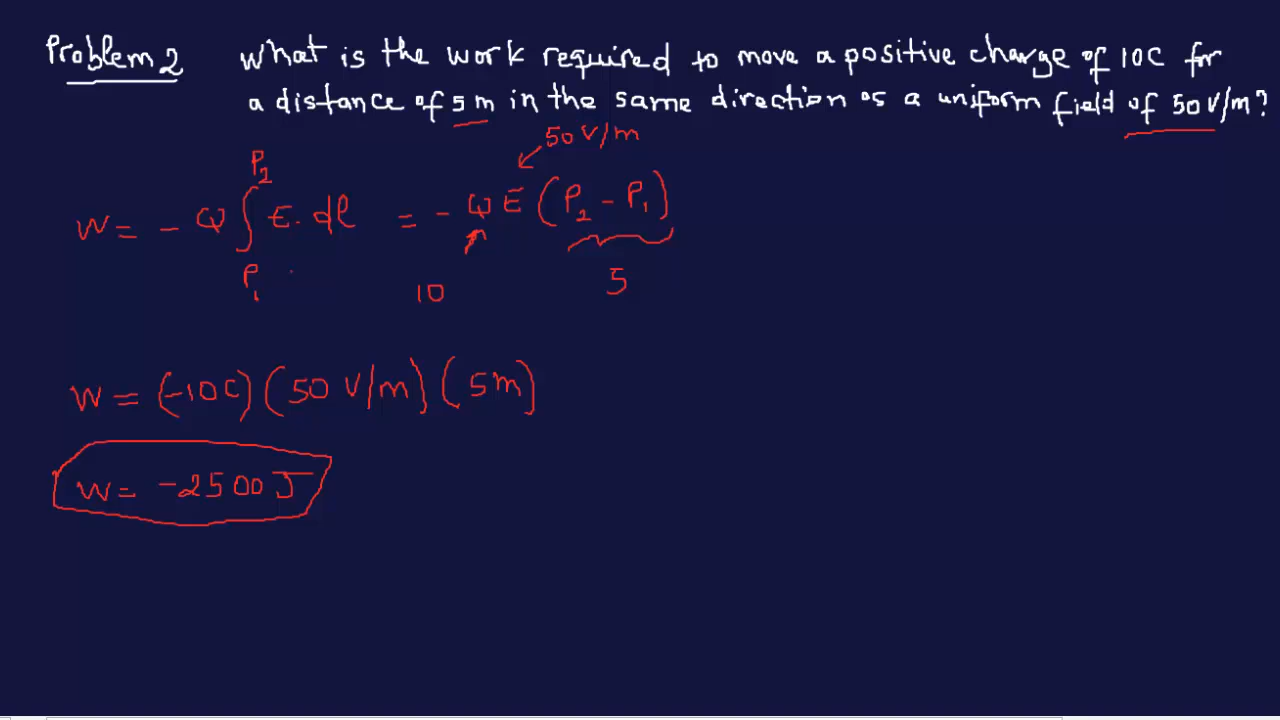 Problem 2 What is the work required to move a positive charge of 10C for
a distance of 5 m in the same direction as a uniform field of 50 V/m?
50 V/m
W = - Q ∫ E. dl = - Q E (P₂ - P₁)
P₂
P₁
10
5
W = (-10C) (50 V/m) (5m)
W = -2500 J